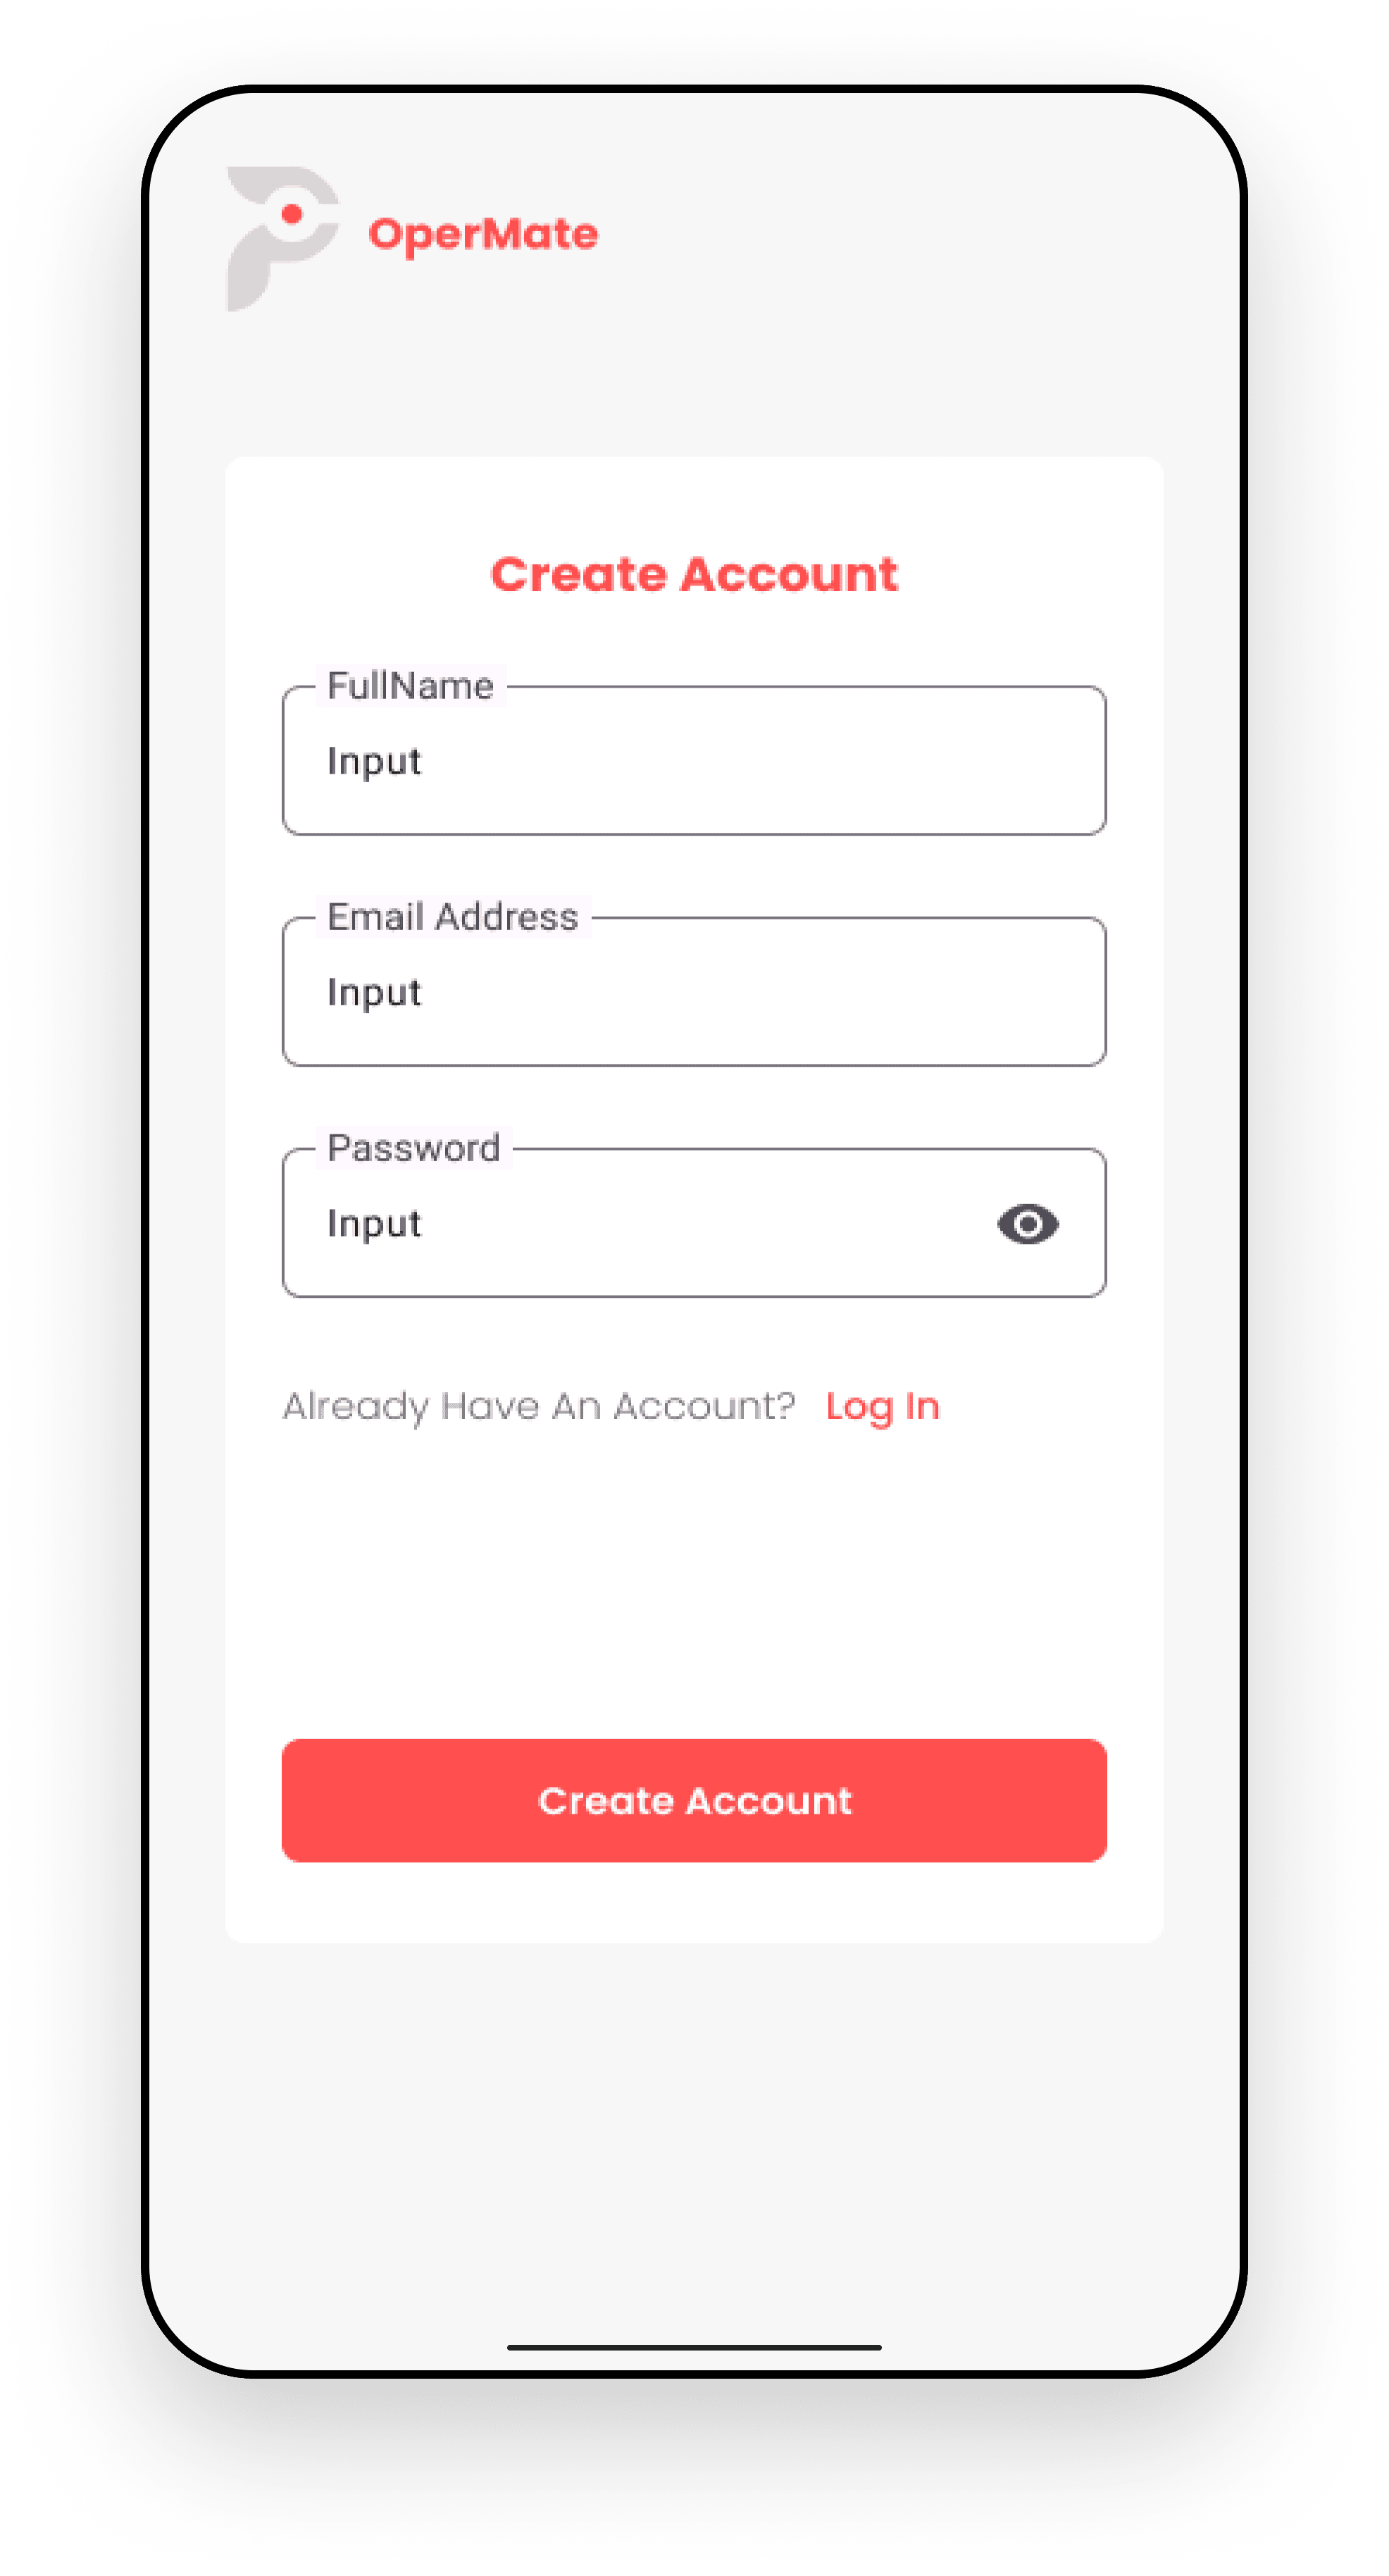 OperMate
Create Account
FullName
Input
Email Address
Input
Password
Input
Already Have An Account? Log In
Create Account